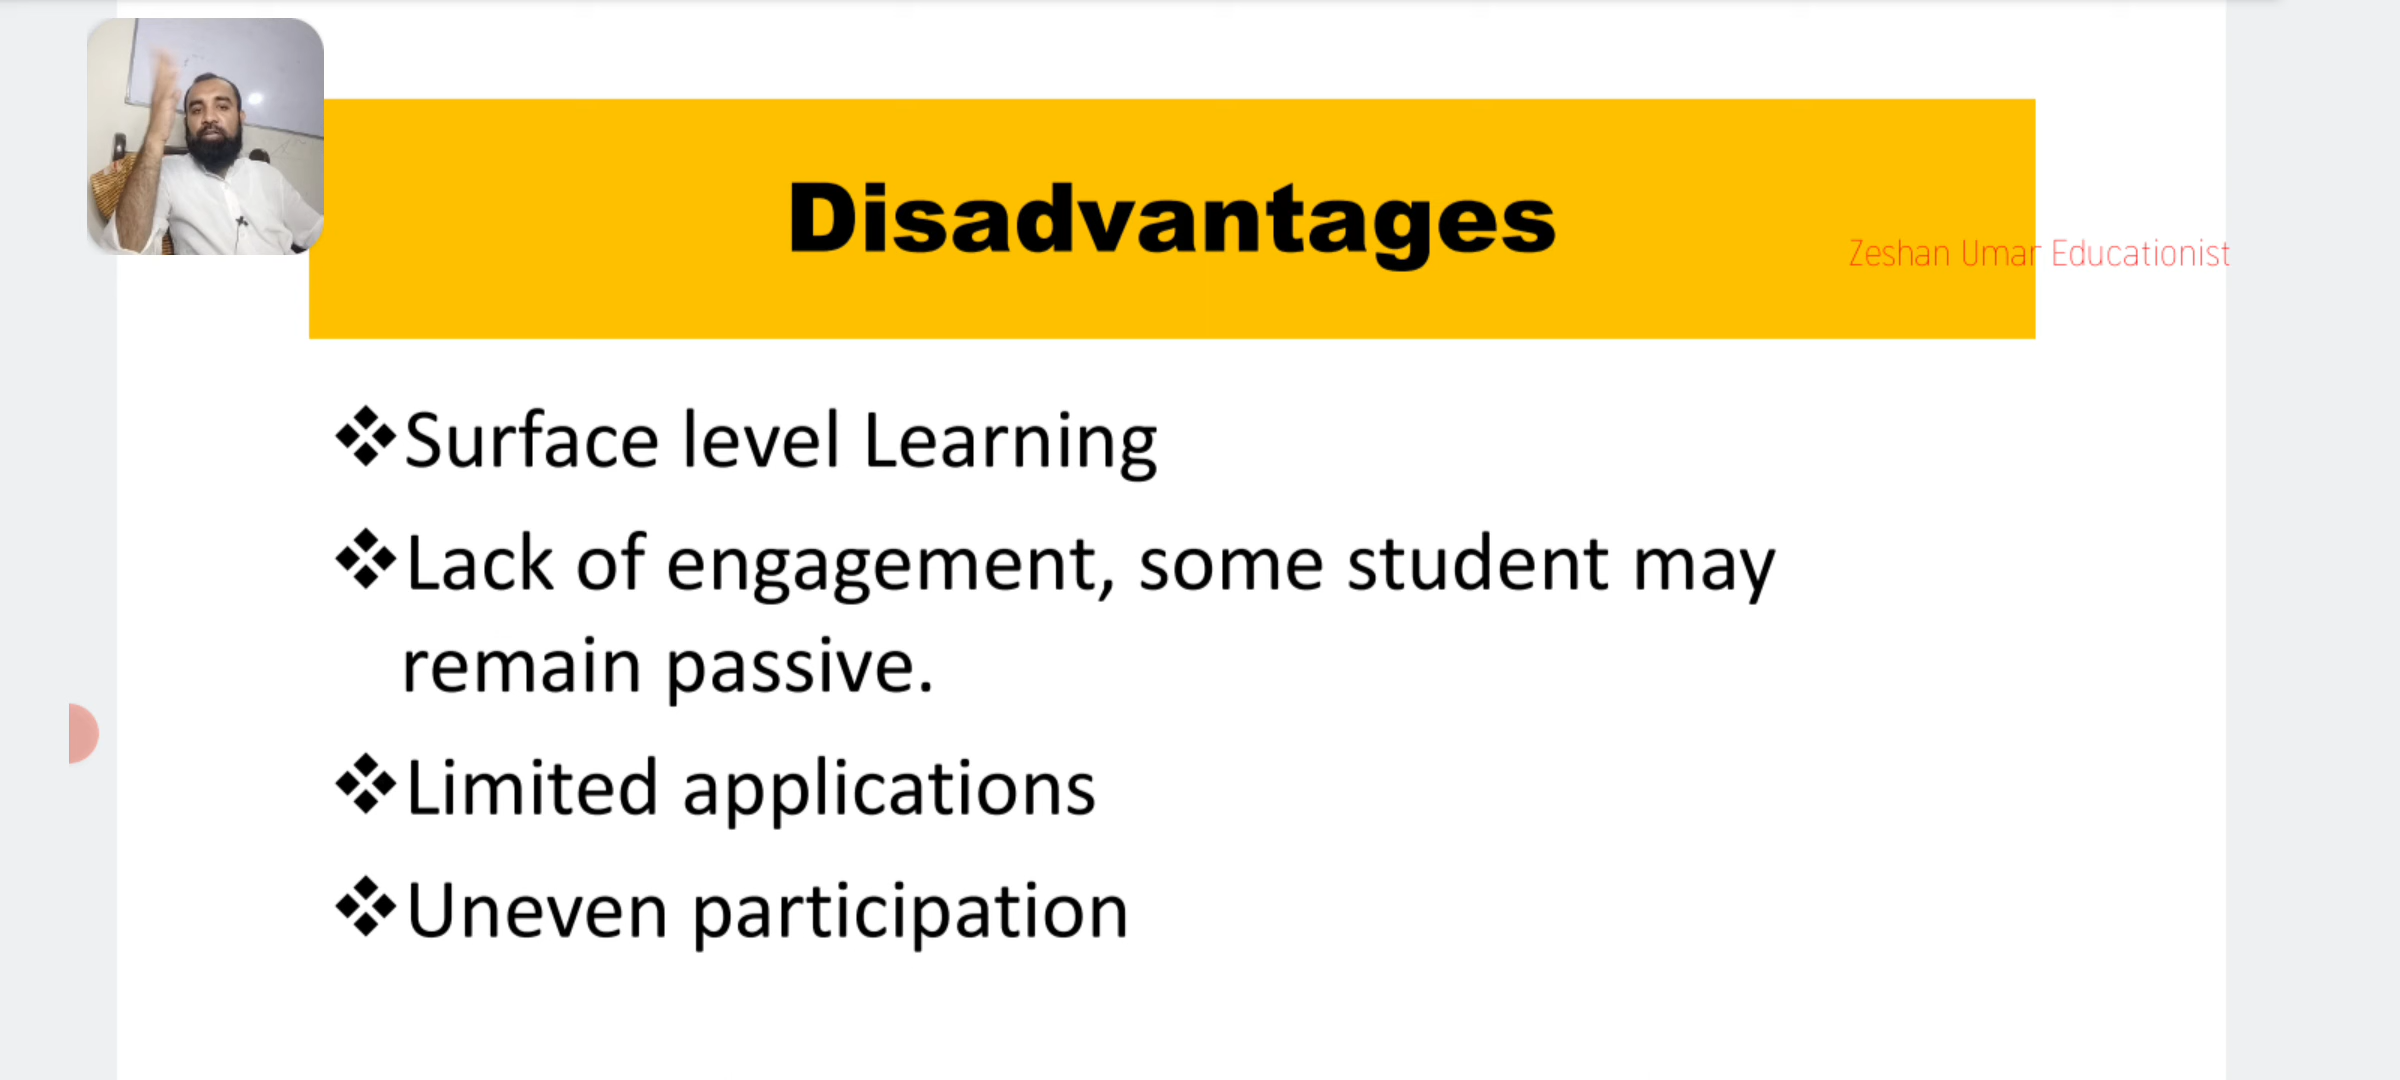 Disadvantages
Zeshan Umar Educationist
❖Surface level Learning
❖Lack of engagement, some student may
remain passive.
❖Limited applications
❖Uneven participation